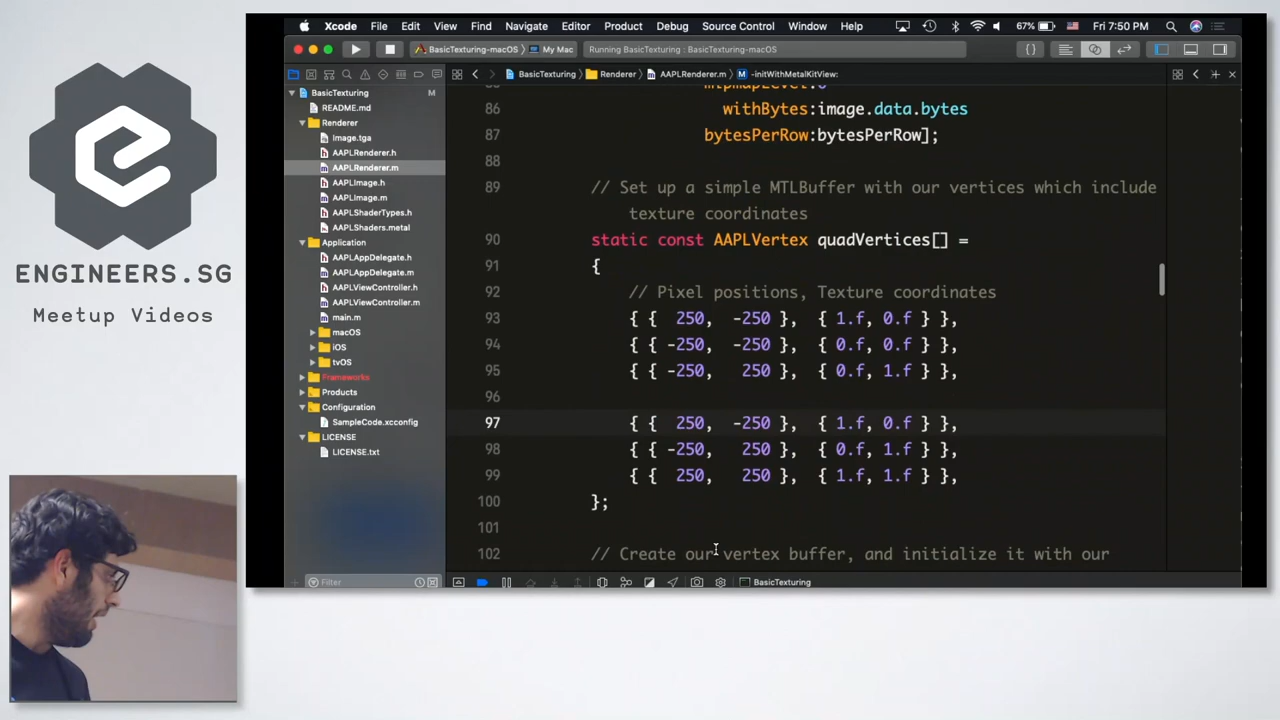 Xcode File Edit View Find Navigate Editor Product Debug Source Control Window Help 67% Fri 7:50 PM
BasicTexturing-macOS My Mac Running BasicTexturing : BasicTexturing-macOS
BasicTexturing Renderer AAPLRenderer.m M -initWithMetalKitView:
BasicTexturing M
README.md
Renderer
Image.tga
h AAPLRenderer.h
m AAPLRenderer.m
h AAPLImage.h
m AAPLImage.m
h AAPLShaderTypes.h
AAPLShaders.metal
Application
h AAPLAppDelegate.h
m AAPLAppDelegate.m
h AAPLViewController.h
m AAPLViewController.m
m main.m
macOS
iOS
tvOS
Frameworks
Products
Configuration
SampleCode.xcconfig
LICENSE
LICENSE.txt
Filter
mipmapLevel:0
86 withBytes:image.data.bytes
87 bytesPerRow:bytesPerRow];
88
89 // Set up a simple MTLBuffer with our vertices which include
texture coordinates
90 static const AAPLVertex quadVertices[] =
91 {
92 // Pixel positions, Texture coordinates
93 { { 250, -250 }, { 1.f, 0.f } },
94 { { -250, -250 }, { 0.f, 0.f } },
95 { { -250, 250 }, { 0.f, 1.f } },
96
97 { { 250, -250 }, { 1.f, 0.f } },
98 { { -250, 250 }, { 0.f, 1.f } },
99 { { 250, 250 }, { 1.f, 1.f } },
100 };
101
102 // Create our vertex buffer, and initialize it with our
BasicTexturing
ENGINEERS.SG
Meetup Videos